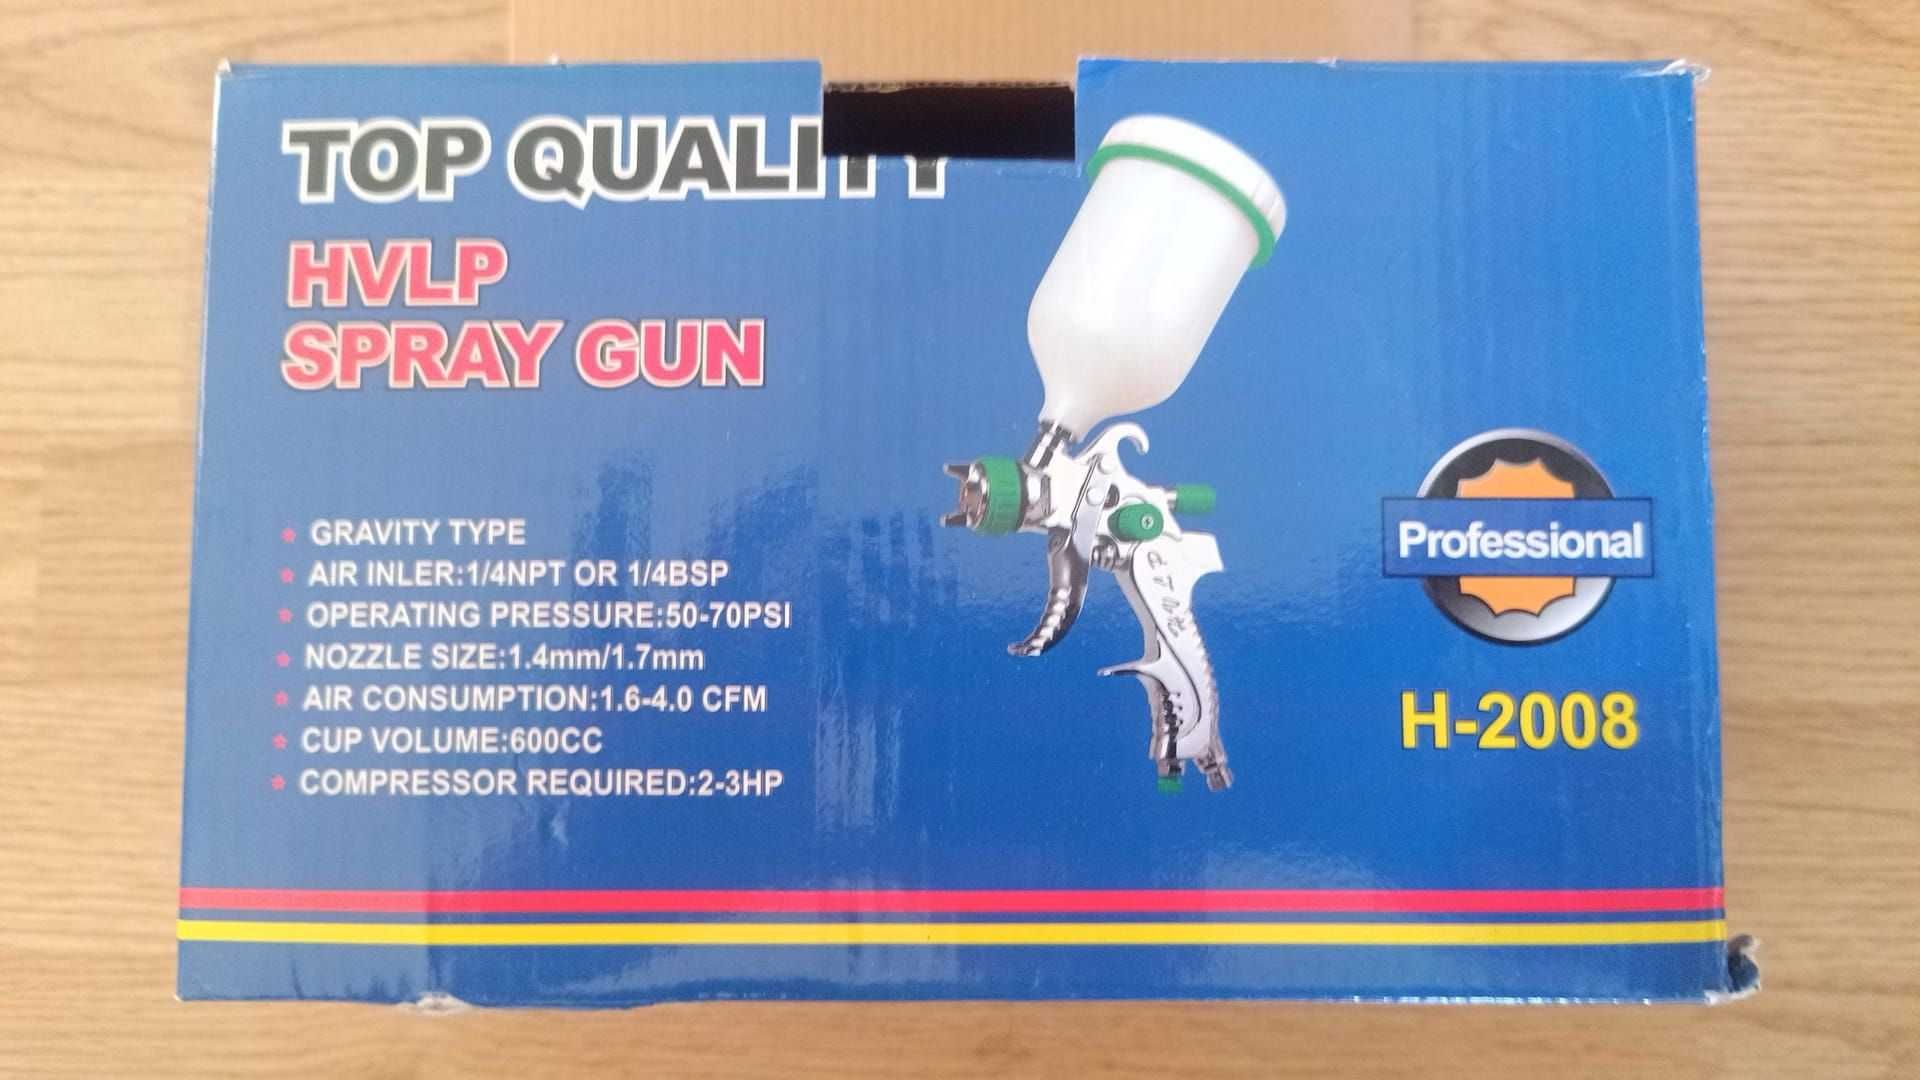 TOP QUALITY
HVLP
SPRAY GUN
GRAVITY TYPE
AIR INLER:1/4NPT OR 1/4BSP
OPERATING PRESSURE:50-70PSI
NOZZLE SIZE:1.4mm/1.7mm
AIR CONSUMPTION:1.6-4.0 CFM
CUP VOLUME:600CC
COMPRESSOR REQUIRED:2-3HP
Professional
H-2008